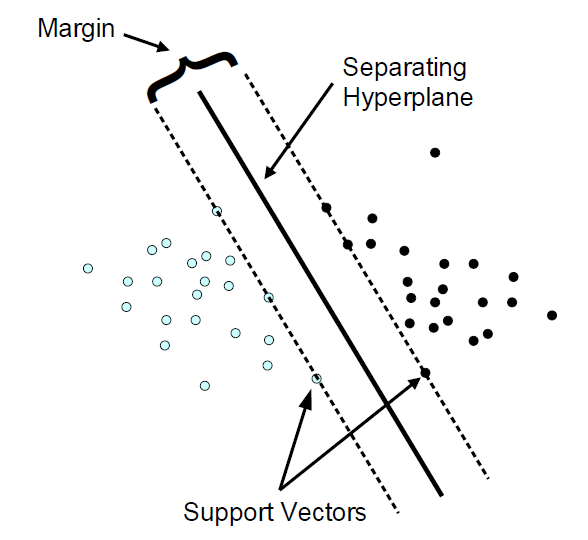 Margin
Separating
Hyperplane
Support Vectors